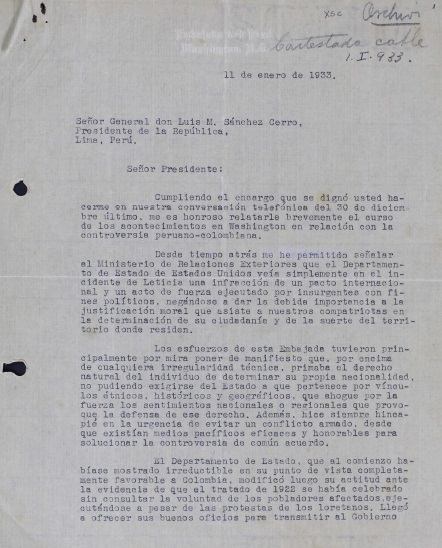 xsc Archivo
Contestado cable
1.I.933.
Washington, D.C.
11 de enero de 1933.
Señor General don Luis M. Sánchez Cerro,
Presidente de la República,
Lima, Perú.
Señor Presidente:
Cumpliendo el encargo que se dignó usted ha-
cerme en nuestra conversación telefónica del 30 de diciem
bre último, me es honroso relatarle brevemente el curso
de los acontecimientos en Washington en relación con la
controversia peruano-colombiana.
Desde tiempo atrás me he permitido señalar
al Ministerio de Relaciones Exteriores que el Departamen-
to de Estado de Estados Unidos veía simplemente en el in-
cidente de Leticia una infracción de un pacto internacio-
nal y un acto de fuerza ejecutado por insurgentes con fi-
nes políticos, negándose a dar la debida importancia a la
justificación moral que asiste a nuestros compatriotas en
la determinación de su ciudadanía y de la suerte del terri-
torio donde residen.
Los esfuerzos de esta Embajada tuvieron prin-
cipalmente por mira poner de manifiesto que, por encima
de cualquiera irregularidad técnica, primaba el derecho
natural del individuo de determinar su propia nacionalidad,
no pudiendo exigirse del Estado a que pertenece por víncu-
los étnicos, históricos y geográficos, que ahogue por la
fuerza los sentimientos nacionales o regionales que provo-
que la defensa de ese derecho. Además, hice siempre hinca-
pié en la urgencia de evitar un conflicto armado, desde
que existían medios pacíficos eficaces y honorables para
solucionar la controversia de común acuerdo.
El Departamento de Estado, que al comienzo ha-
bíase mostrado irreductible en su punto de vista completa-
mente favorable a Colombia, modificó luego su actitud ante
la evidencia de que el tratado de 1922 se había celebrado
sin consultar la voluntad de los pobladores afectados,eje-
cutándose a pesar de las protestas de los loretanos. Llegó
a ofrecer sus buenos oficios para transmitir al Gobierno